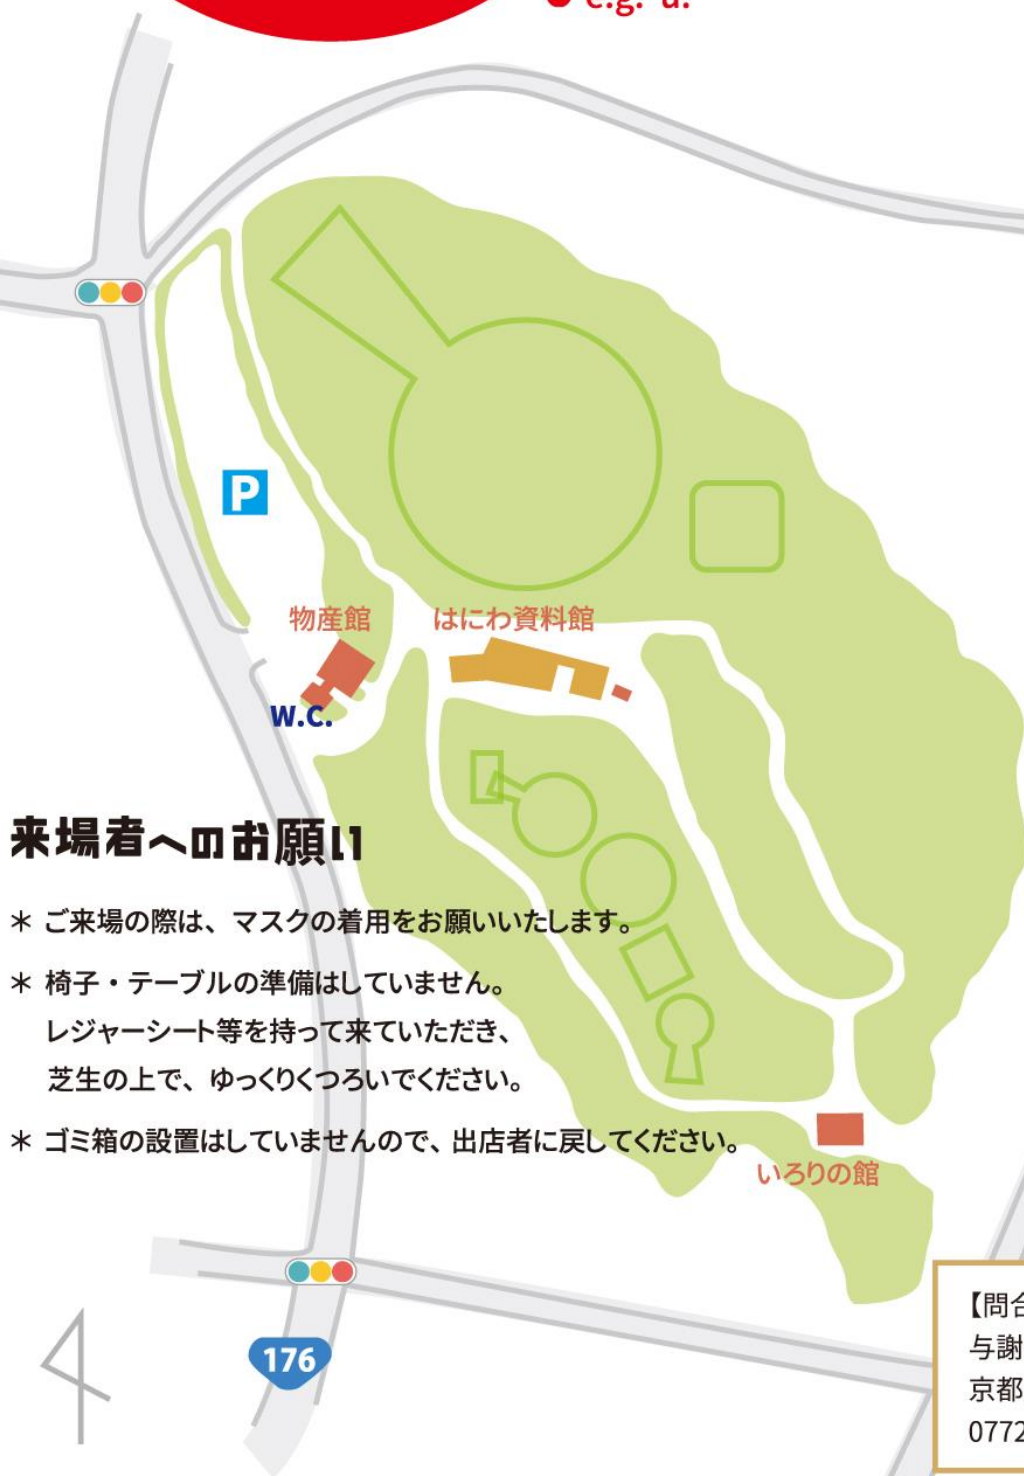 e.g. u.
P
物産館
はにわ資料館
W.C.
来場者へのお願い
＊ ご来場の際は、マスクの着用をお願いいたします。
＊ 椅子・テーブルの準備はしていません。
レジャーシート等を持って来ていただき、
芝生の上で、ゆっくりくつろいでください。
＊ ゴミ箱の設置はしていませんので、出店者に戻してください。
いろりの館
176
【問合
与謝
京都
0772